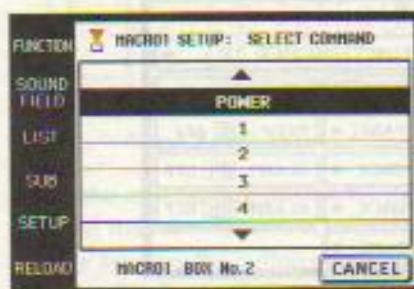 FUNCTION
SOUND
FIELD
LIST
SUB
SETUP
RELOAD
MACRO1 SETUP: SELECT COMMAND
POWER
1
2
3
4
MACRO1 BOX No.2
CANCEL